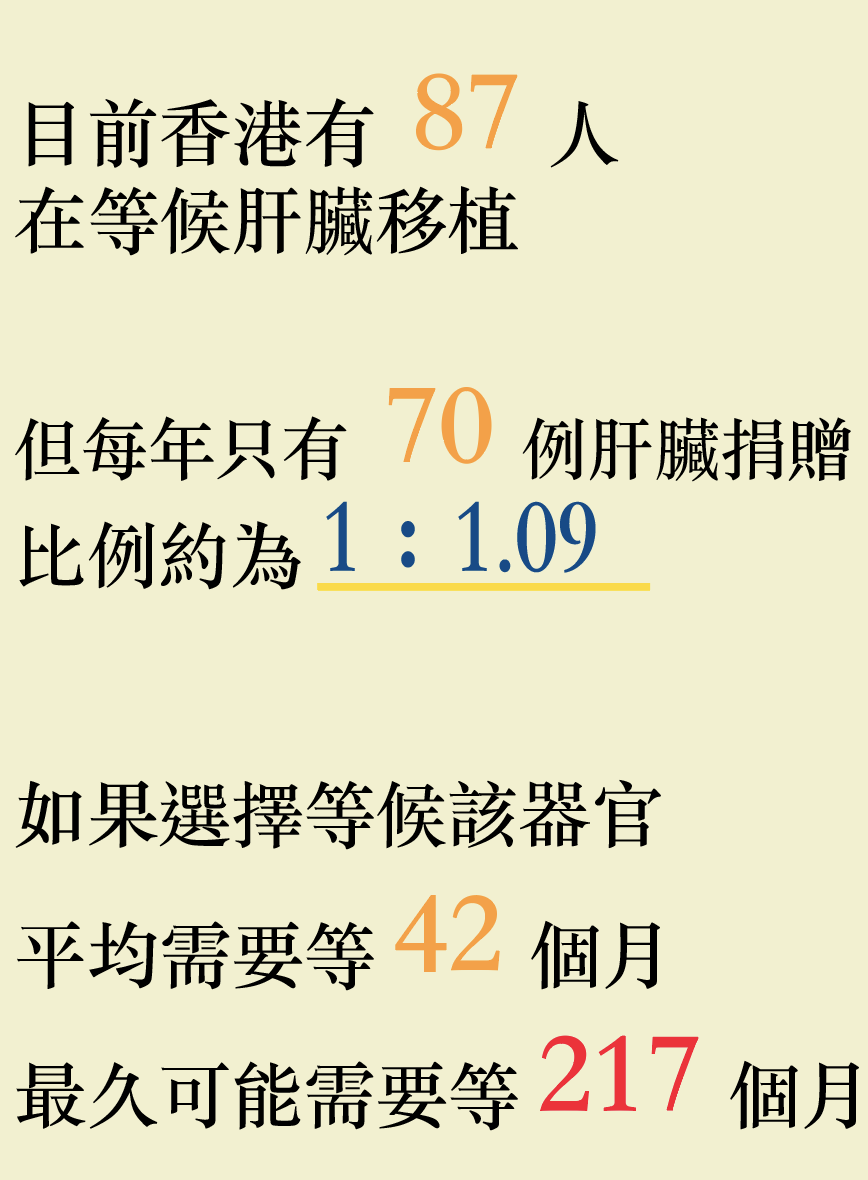 目前香港有 87 人
在等候肝臟移植
但每年只有 70 例肝臟捐贈
比例約為 1 : 1.09
如果選擇等候該器官
平均需要等 42 個月
最久可能需要等 217 個月